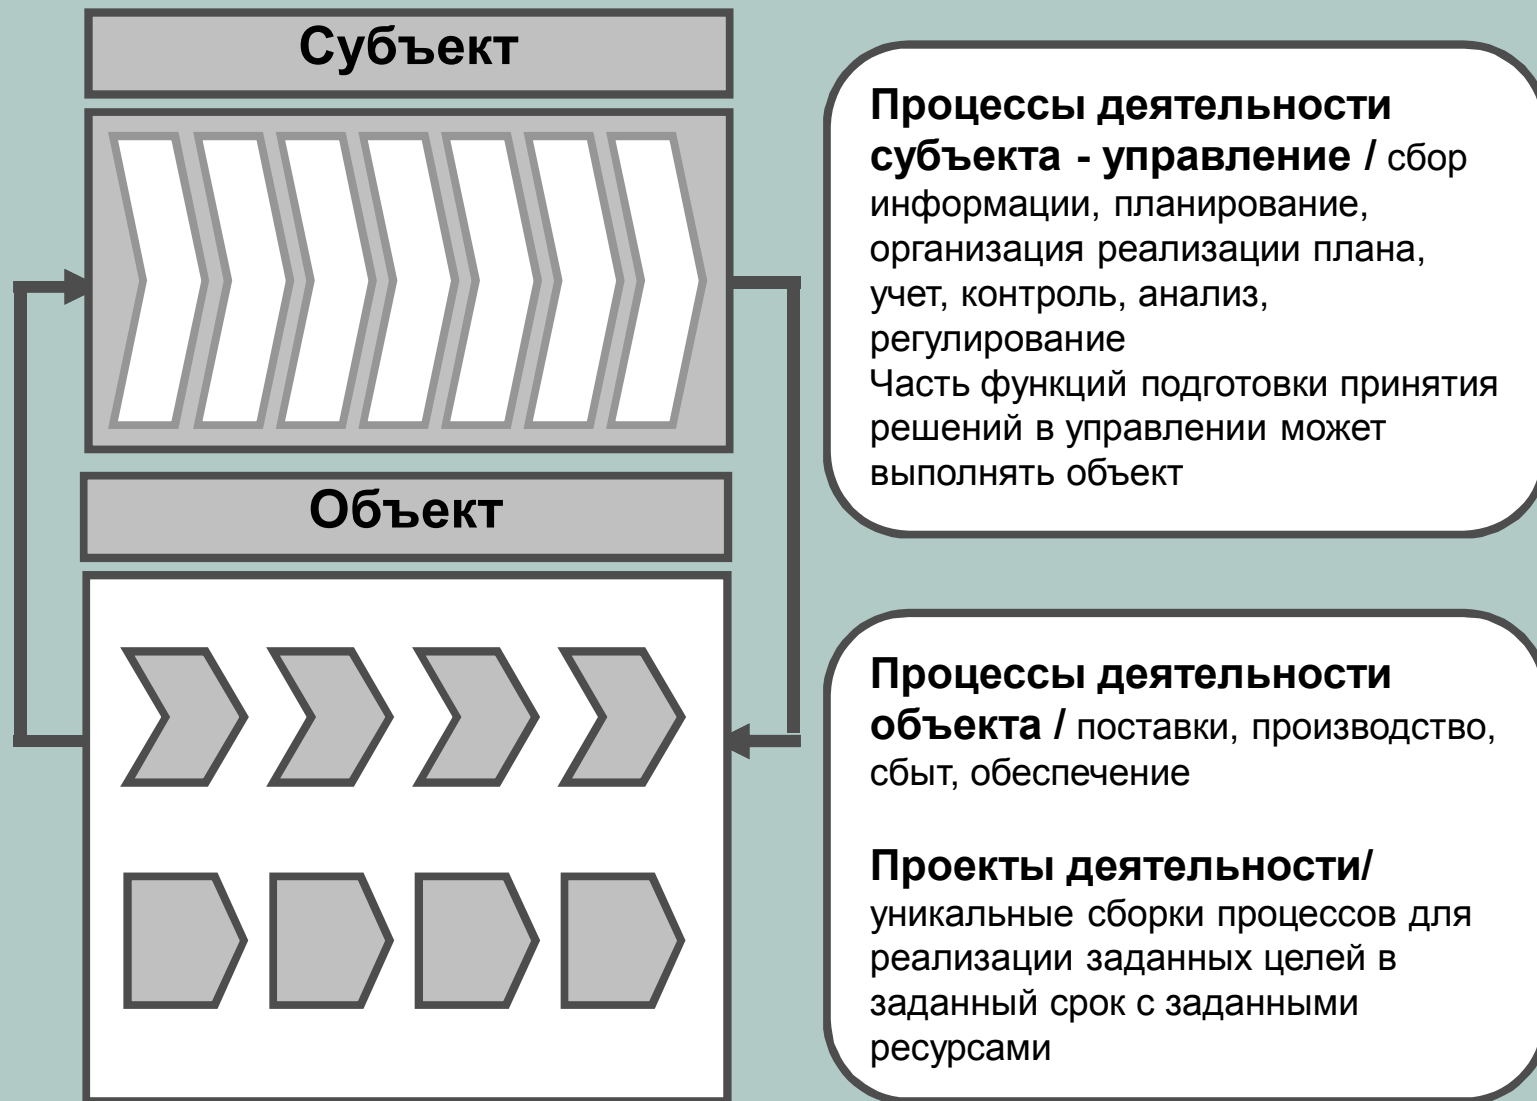 Субъект
Процессы деятельности
субъекта - управление / сбор
информации, планирование,
организация реализации плана,
учет, контроль, анализ,
регулирование
Часть функций подготовки принятия
решений в управлении может
выполнять объект
Объект
Процессы деятельности
объекта / поставки, производство,
сбыт, обеспечение
Проекты деятельности/
уникальные сборки процессов для
реализации заданных целей в
заданный срок с заданными
ресурсами